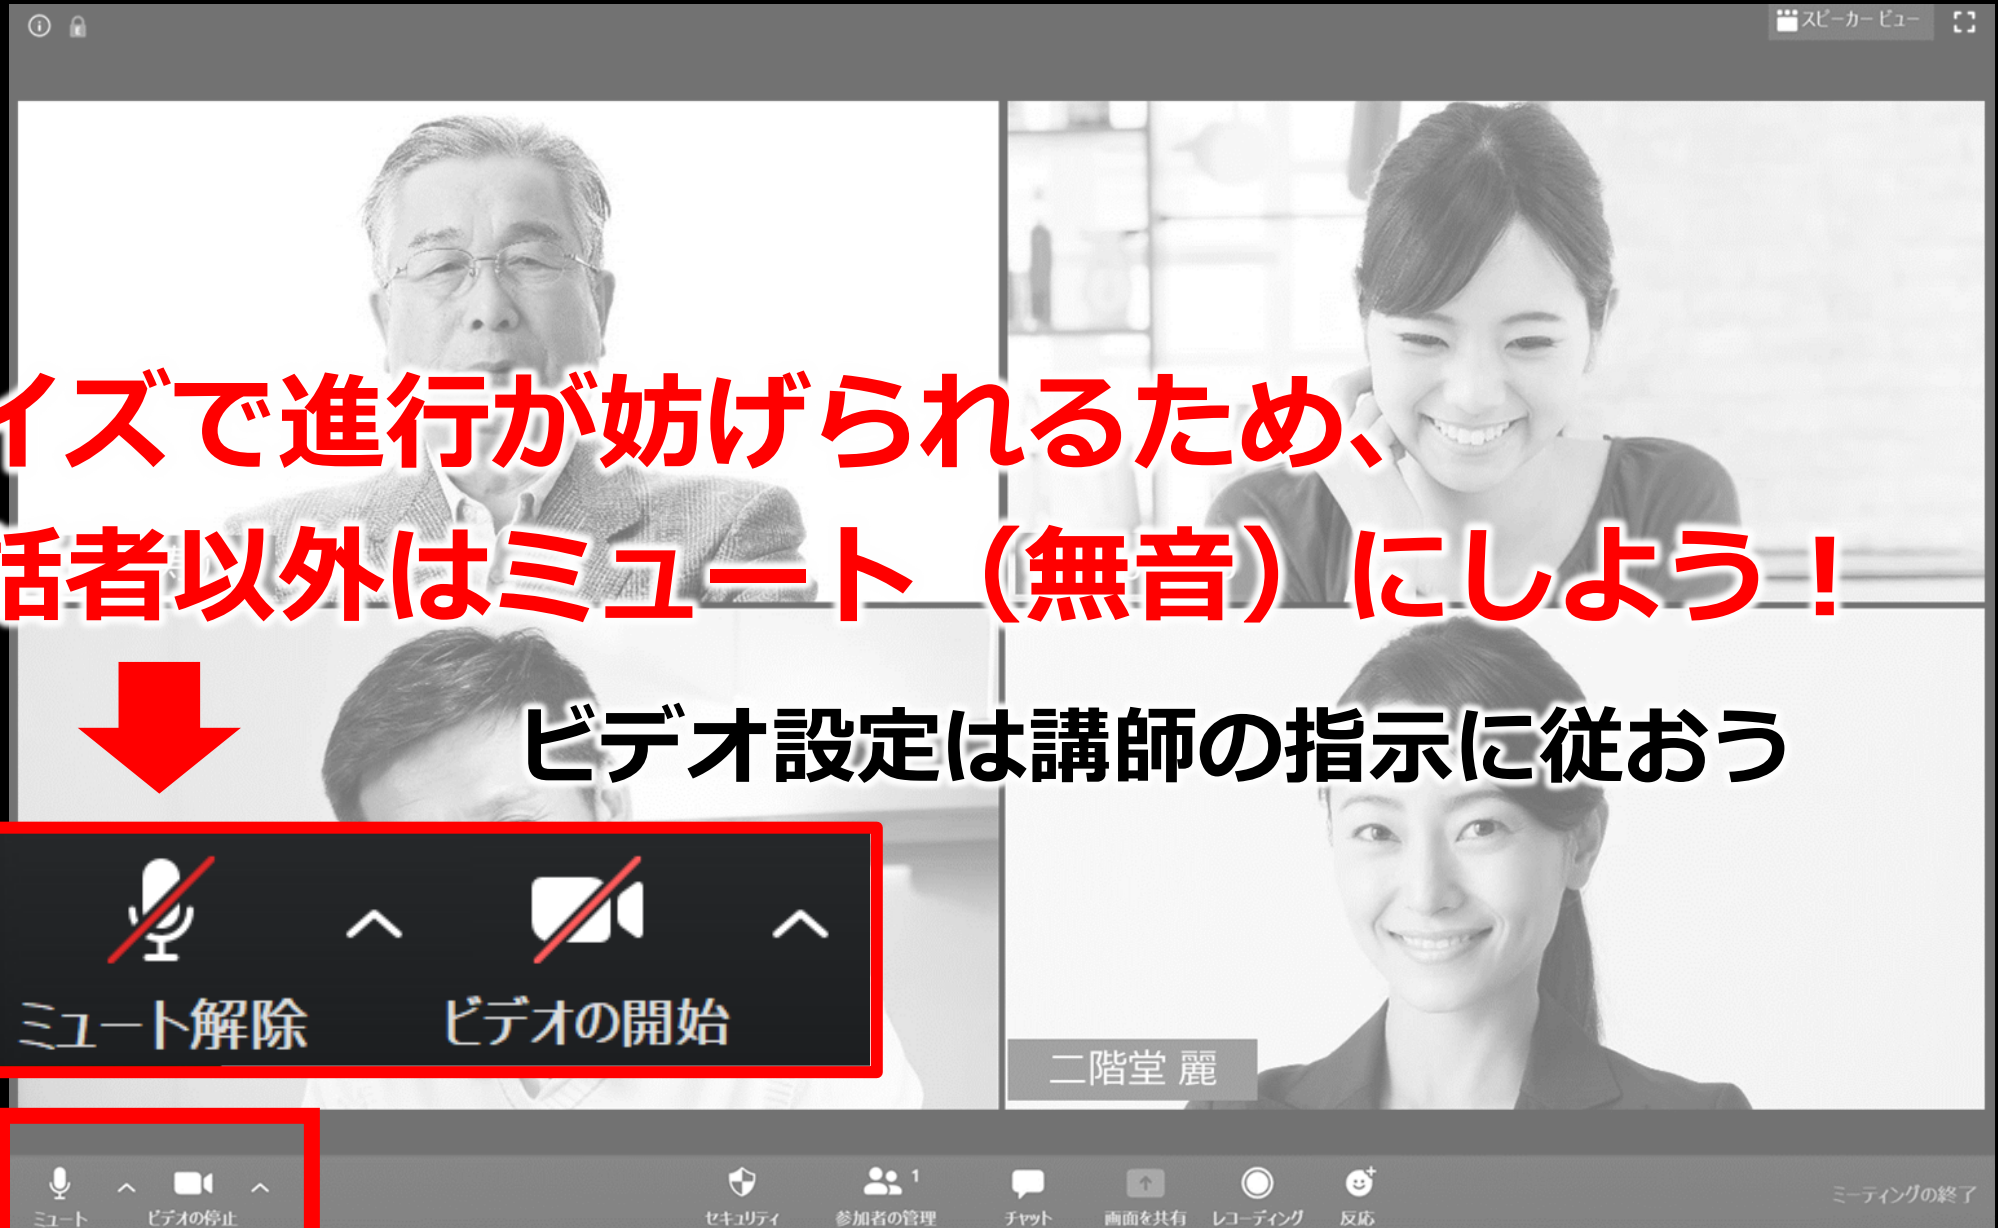 スピーカー ビュー
イズで進行が妨げられるため、
話者以外はミュート（無音）にしよう！
ビデオ設定は講師の指示に従おう
ミュート解除
ビデオの開始
二階堂 麗
ミュート
ビデオの停止
セキュリティ
参加者の管理
1
チャット
画面を共有
レコーディング
反応
ミーティングの終了